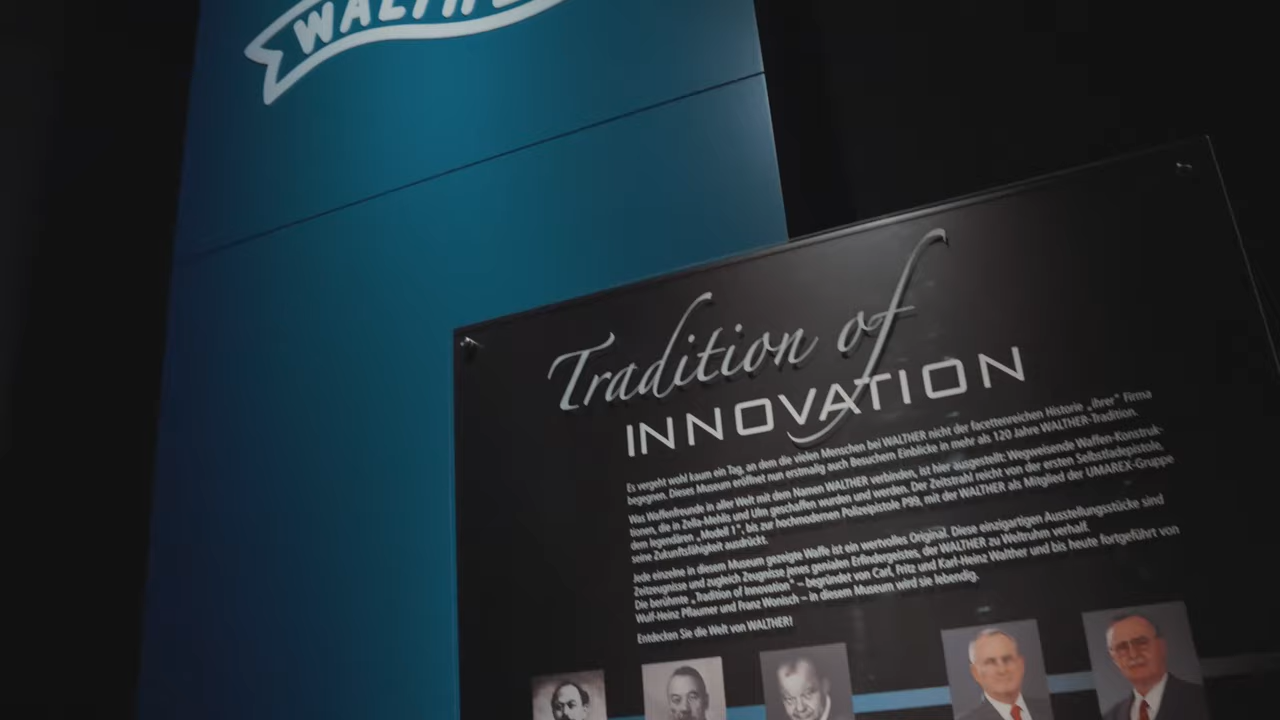 WALTHER
Tradition of
INNOVATION
Es vergeht wohl kaum ein Tag, an dem die vielen Menschen bei WALTHER nicht der facettenreichen Historie „ihrer“ Firma
begegnen. Dieses Museum eröffnet nun erstmalig auch Besuchern Einblicke in mehr als 120 Jahre WALTHER-Tradition.
Was Waffenfreunde in aller Welt mit dem Namen WALTHER verbinden, ist hier ausgestellt: Wegweisende Waffen-Konstruk-
tionen, die in Zella-Mehlis und Ulm geschaffen wurden und werden. Der Zeitstrahl reicht von der ersten Selbstladepistole,
dem legendären „Model 1“, bis zur hochmodernen Polizeipistole P99, mit der WALTHER als Mitglied der UMAREX-Gruppe
seine Zukunftsfähigkeit ausdrückt.
Jede einzelne in diesem Museum gezeigte Waffe ist ein wertvolles Original. Diese einzigartigen Ausstellungsstücke sind
Zeitzeugnisse und zugleich Zeugnisse jenes genialen Erfindergeistes, der WALTHER zu Weltruhm verhalf.
Die berühmte „Tradition of Innovation“ – begründet von Carl, Fritz und Karl-Heinz Walther und bis heute fortgeführt von
Wulf-Heinz Pflaumer und Franz Wonisch – in diesem Museum wird sie lebendig.
Entdecken Sie die Welt von WALTHER!